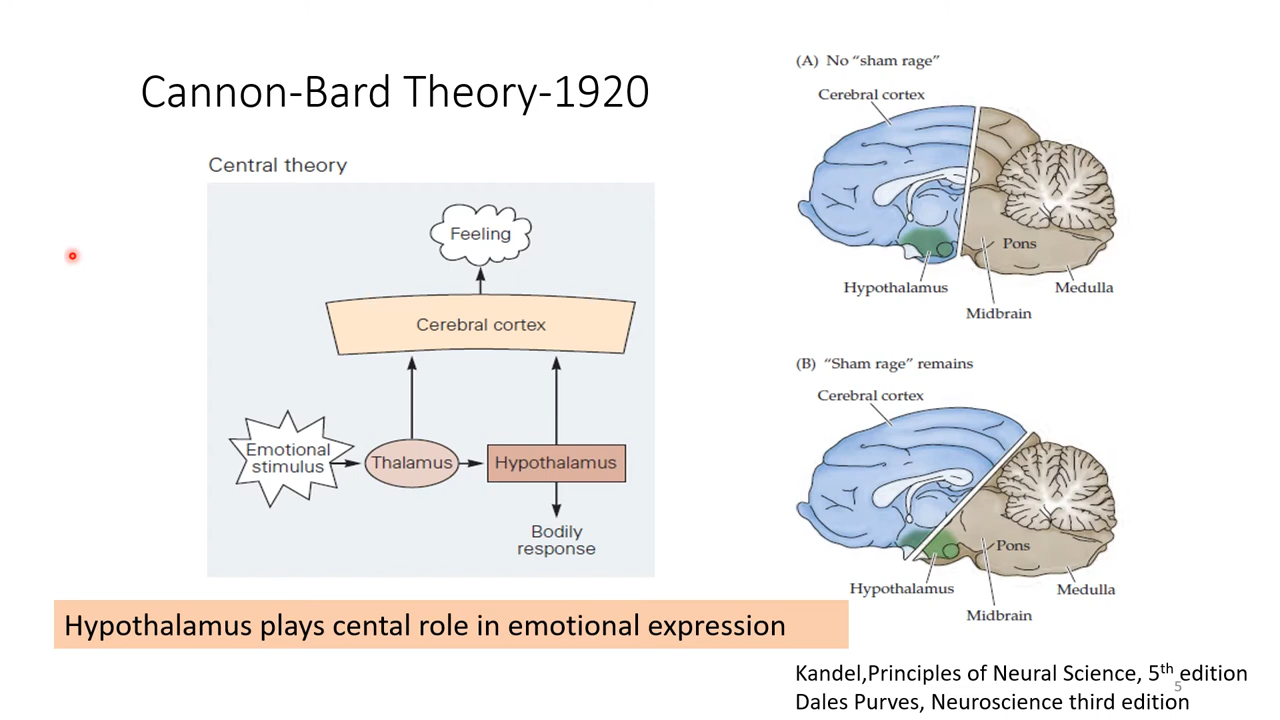 Cannon-Bard Theory-1920
Central theory
Feeling
Cerebral cortex
Emotional
stimulus
Thalamus
Hypothalamus
Bodily
response
Hypothalamus plays cental role in emotional expression
(A) No “sham rage”
Cerebral cortex
Pons
Hypothalamus
Medulla
Midbrain
(B) “Sham rage” remains
Cerebral cortex
Pons
Hypothalamus
Medulla
Midbrain
Kandel,Principles of Neural Science, 5th edition
5
Dales Purves, Neuroscience third edition